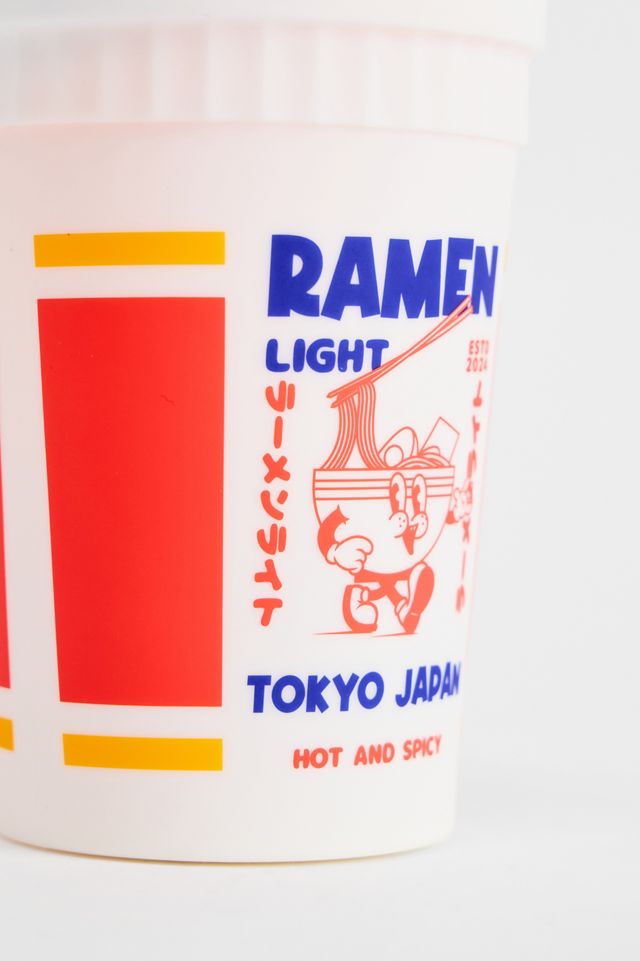 RAMEN
LIGHT
ESTD
2024
ラーメンライト
TOKYO JAPAN
HOT AND SPICY